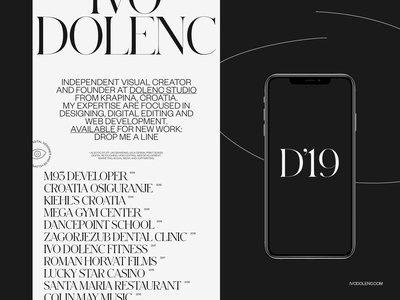 IVO
DOLENC
INDEPENDENT VISUAL CREATOR
AND FOUNDER AT DOLENC STUDIO
FROM KRAPINA, CROATIA.
MY EXPERTISE ARE FOCUSED IN
DESIGNING, DIGITAL EDITING AND
WEB DEVELOPMENT.
AVAILABLE FOR NEW WORK:
DROP ME A LINE
M95 DEVELOPER
CROATIA OSIGURANJE
KIEHL'S CROATIA
MEGA GYM CENTER
DANCEPOINT SCHOOL
ZAGORJEZUB DENTAL CLINIC
IVO DOLENC FITNESS
ROMAN HORVAT FILMS
LUCKY STAR CASINO
SANTA MARIA RESTAURANT
COLIN MAY MUSIC
D'19
IVODOLENC.COM